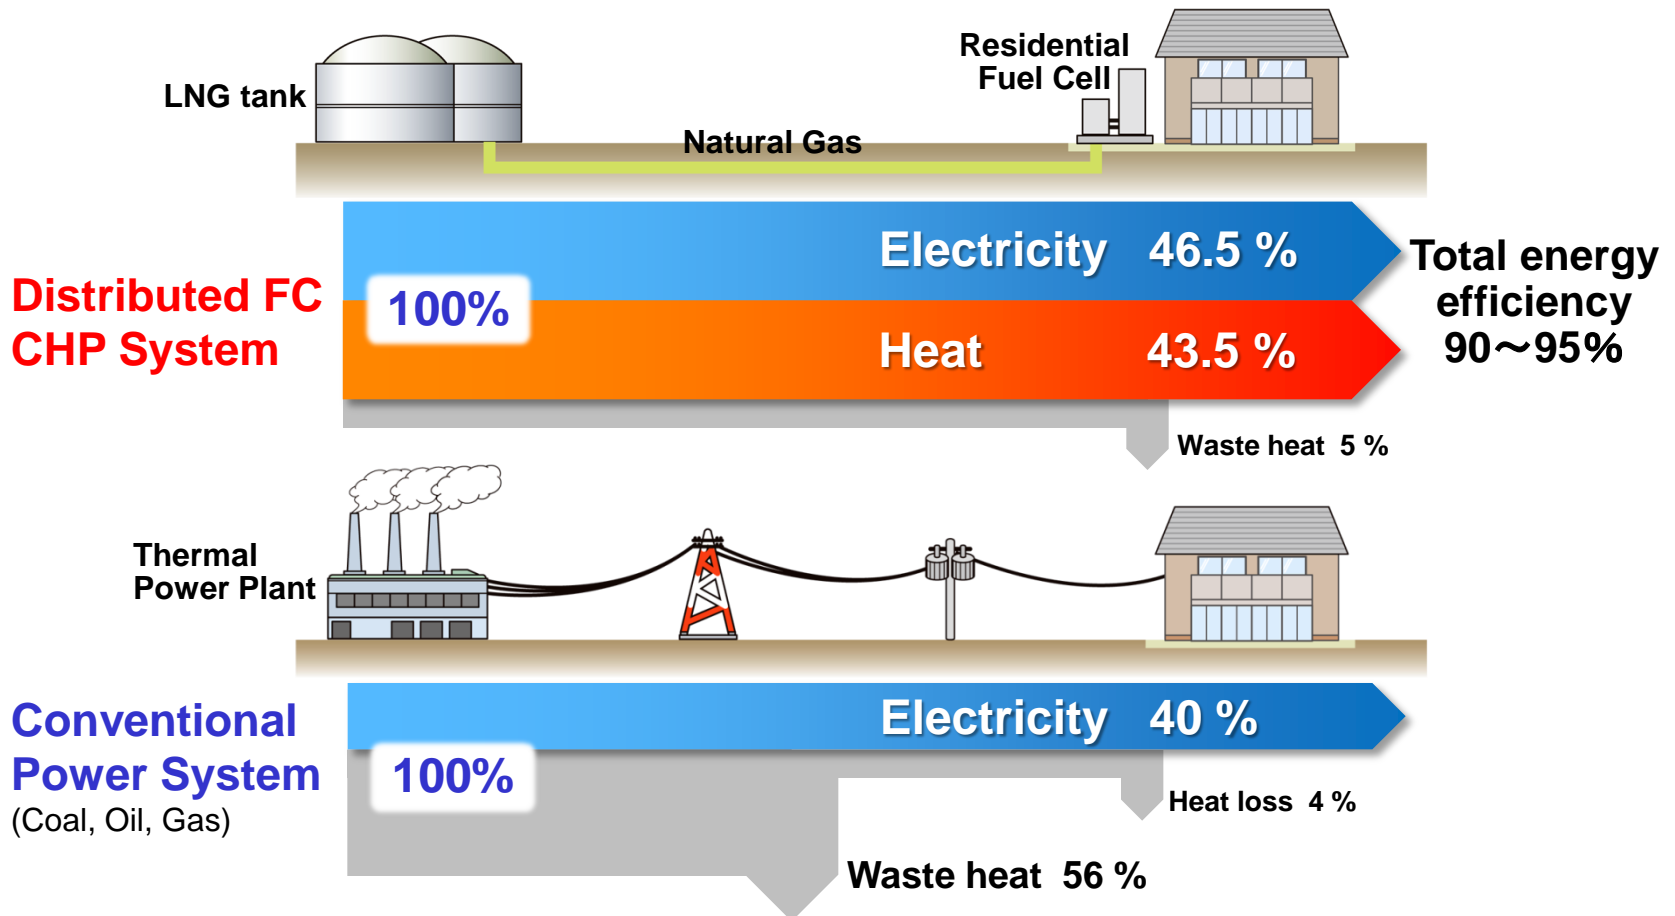 LNG tank
Residential
Fuel Cell
Natural Gas
Distributed FC
CHP System
100%
Electricity 46.5 %
Heat 43.5 %
Total energy
efficiency
90～95%
Waste heat 5 %
Thermal
Power Plant
Conventional
Power System
(Coal, Oil, Gas)
100%
Electricity 40 %
Heat loss 4 %
Waste heat 56 %